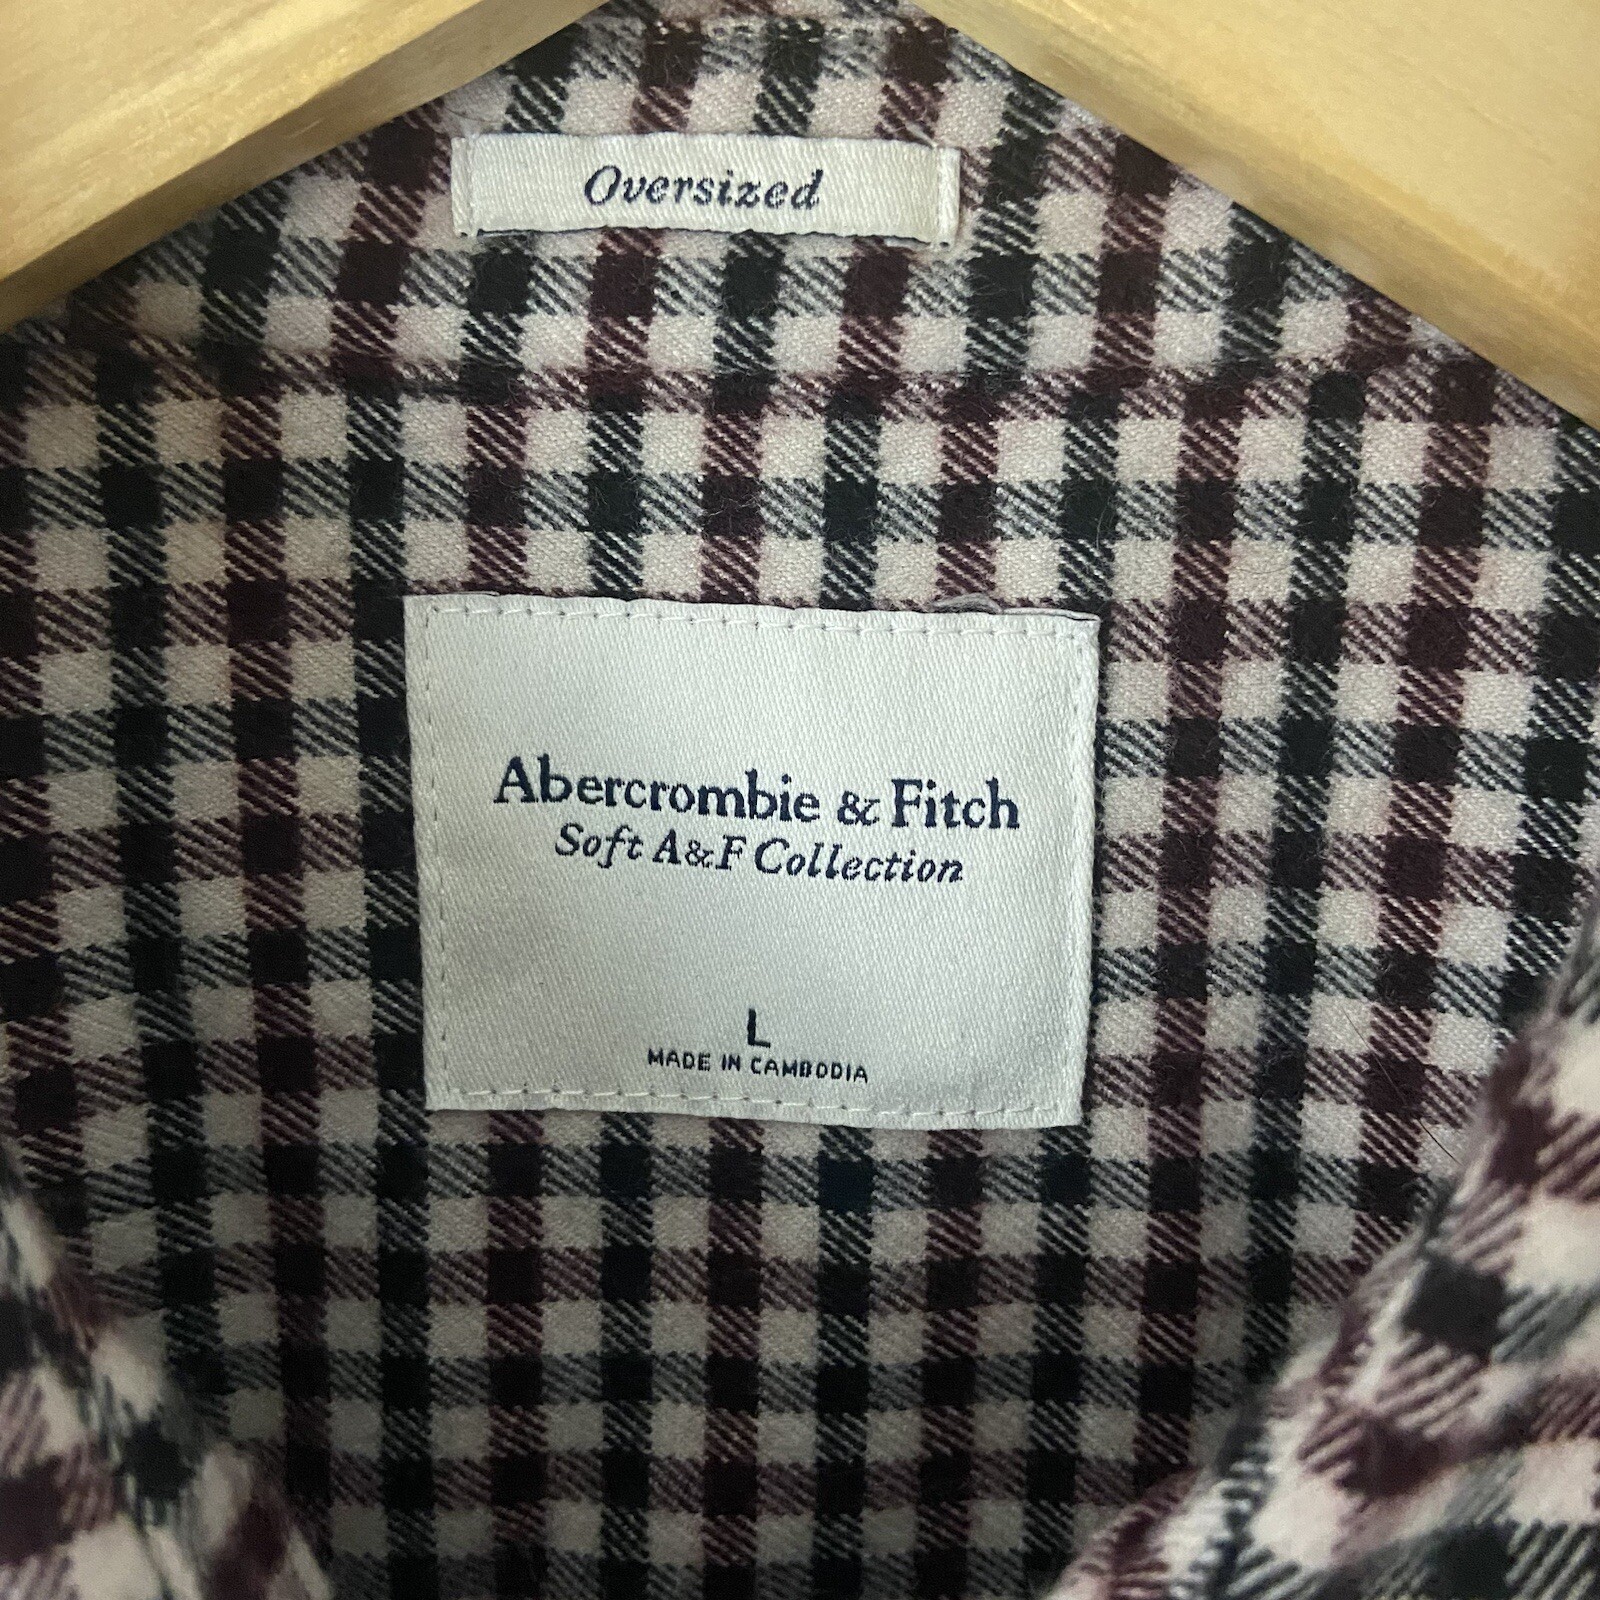 Oversized
Abercrombie & Fitch
Soft A&F Collection
L
MADE IN CAMBODIA